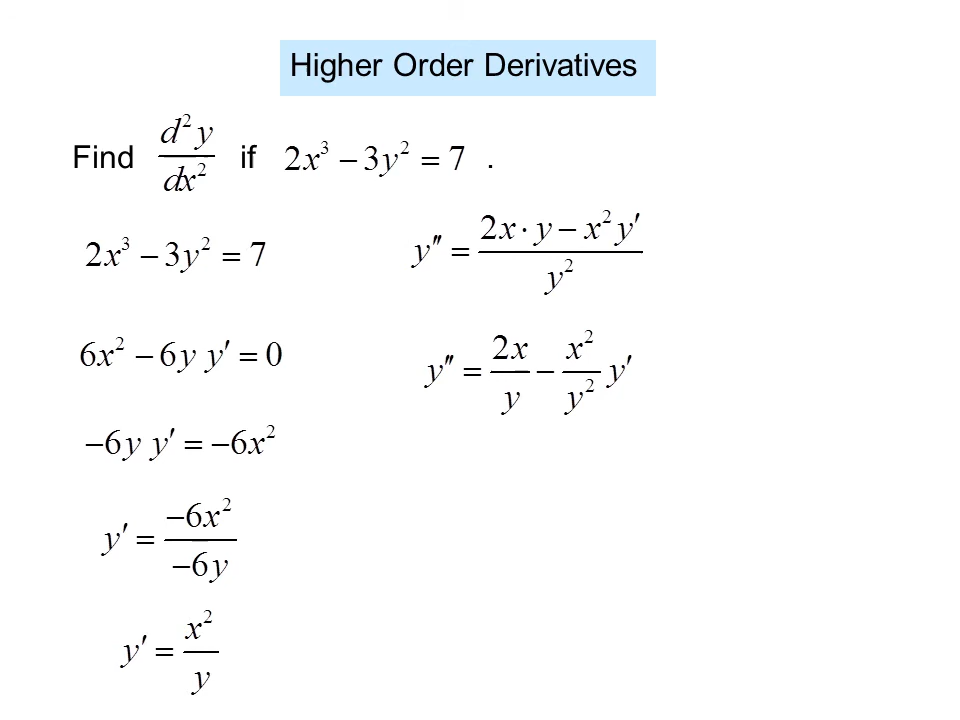 Higher Order Derivatives
Find d²y/dx² if 2x³ − 3y² = 7 .
2x³ − 3y² = 7
6x² − 6y y′ = 0
−6y y′ = −6x²
y′ = −6x²/−6y
y′ = x²/y
y″ = (2x · y − x² y′)/y²
y″ = 2x/y − x²/y² y′